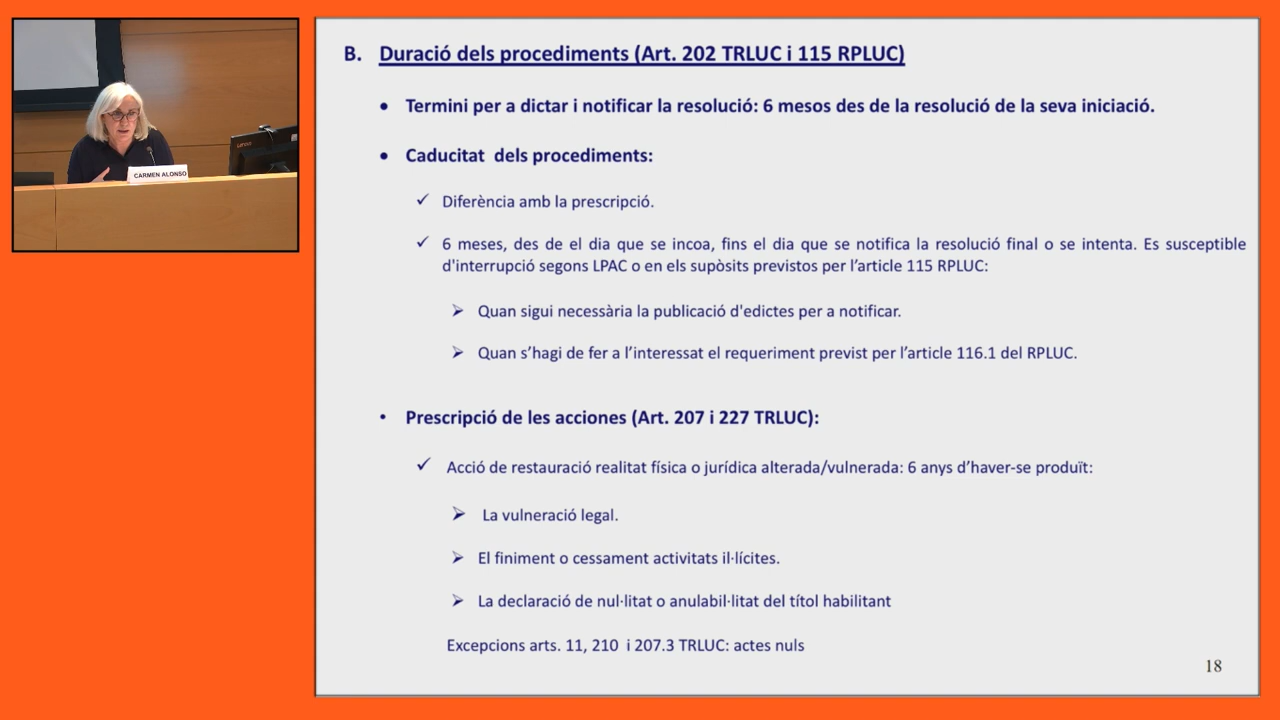 CARMEN ALONSO
B. Duració dels procediments (Art. 202 TRLUC i 115 RPLUC)
• Termini per a dictar i notificar la resolució: 6 mesos des de la resolució de la seva iniciació.
• Caducitat dels procediments:
✓ Diferència amb la prescripció.
✓ 6 meses, des de el dia que se incoa, fins el dia que se notifica la resolució final o se intenta. Es susceptible
d'interrupció segons LPAC o en els supòsits previstos per l’article 115 RPLUC:
➢ Quan sigui necessària la publicació d'edictes per a notificar.
➢ Quan s’hagi de fer a l’interessat el requeriment previst per l’article 116.1 del RPLUC.
• Prescripció de les acciones (Art. 207 i 227 TRLUC):
✓ Acció de restauració realitat física o jurídica alterada/vulnerada: 6 anys d’haver-se produït:
➢ La vulneració legal.
➢ El finiment o cessament activitats il·lícites.
➢ La declaració de nul·litat o anulabil·litat del títol habilitant
Excepcions arts. 11, 210 i 207.3 TRLUC: actes nuls
18